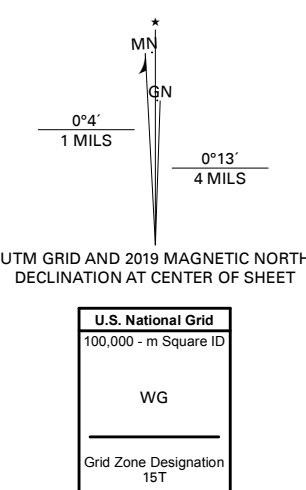 ★
MN
GN
0°4´
1 MILS
0°13´
4 MILS
UTM GRID AND 2019 MAGNETIC NORTH
DECLINATION AT CENTER OF SHEET
U.S. National Grid
100,000 - m Square ID
WG
Grid Zone Designation
15T